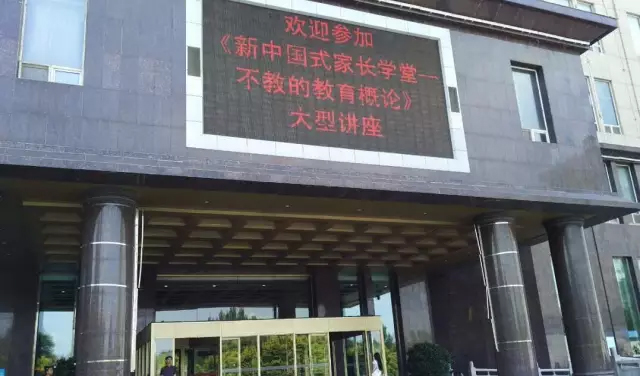 欢迎参加
《新中国式家长学堂—
不教的教育概论》
大型讲座